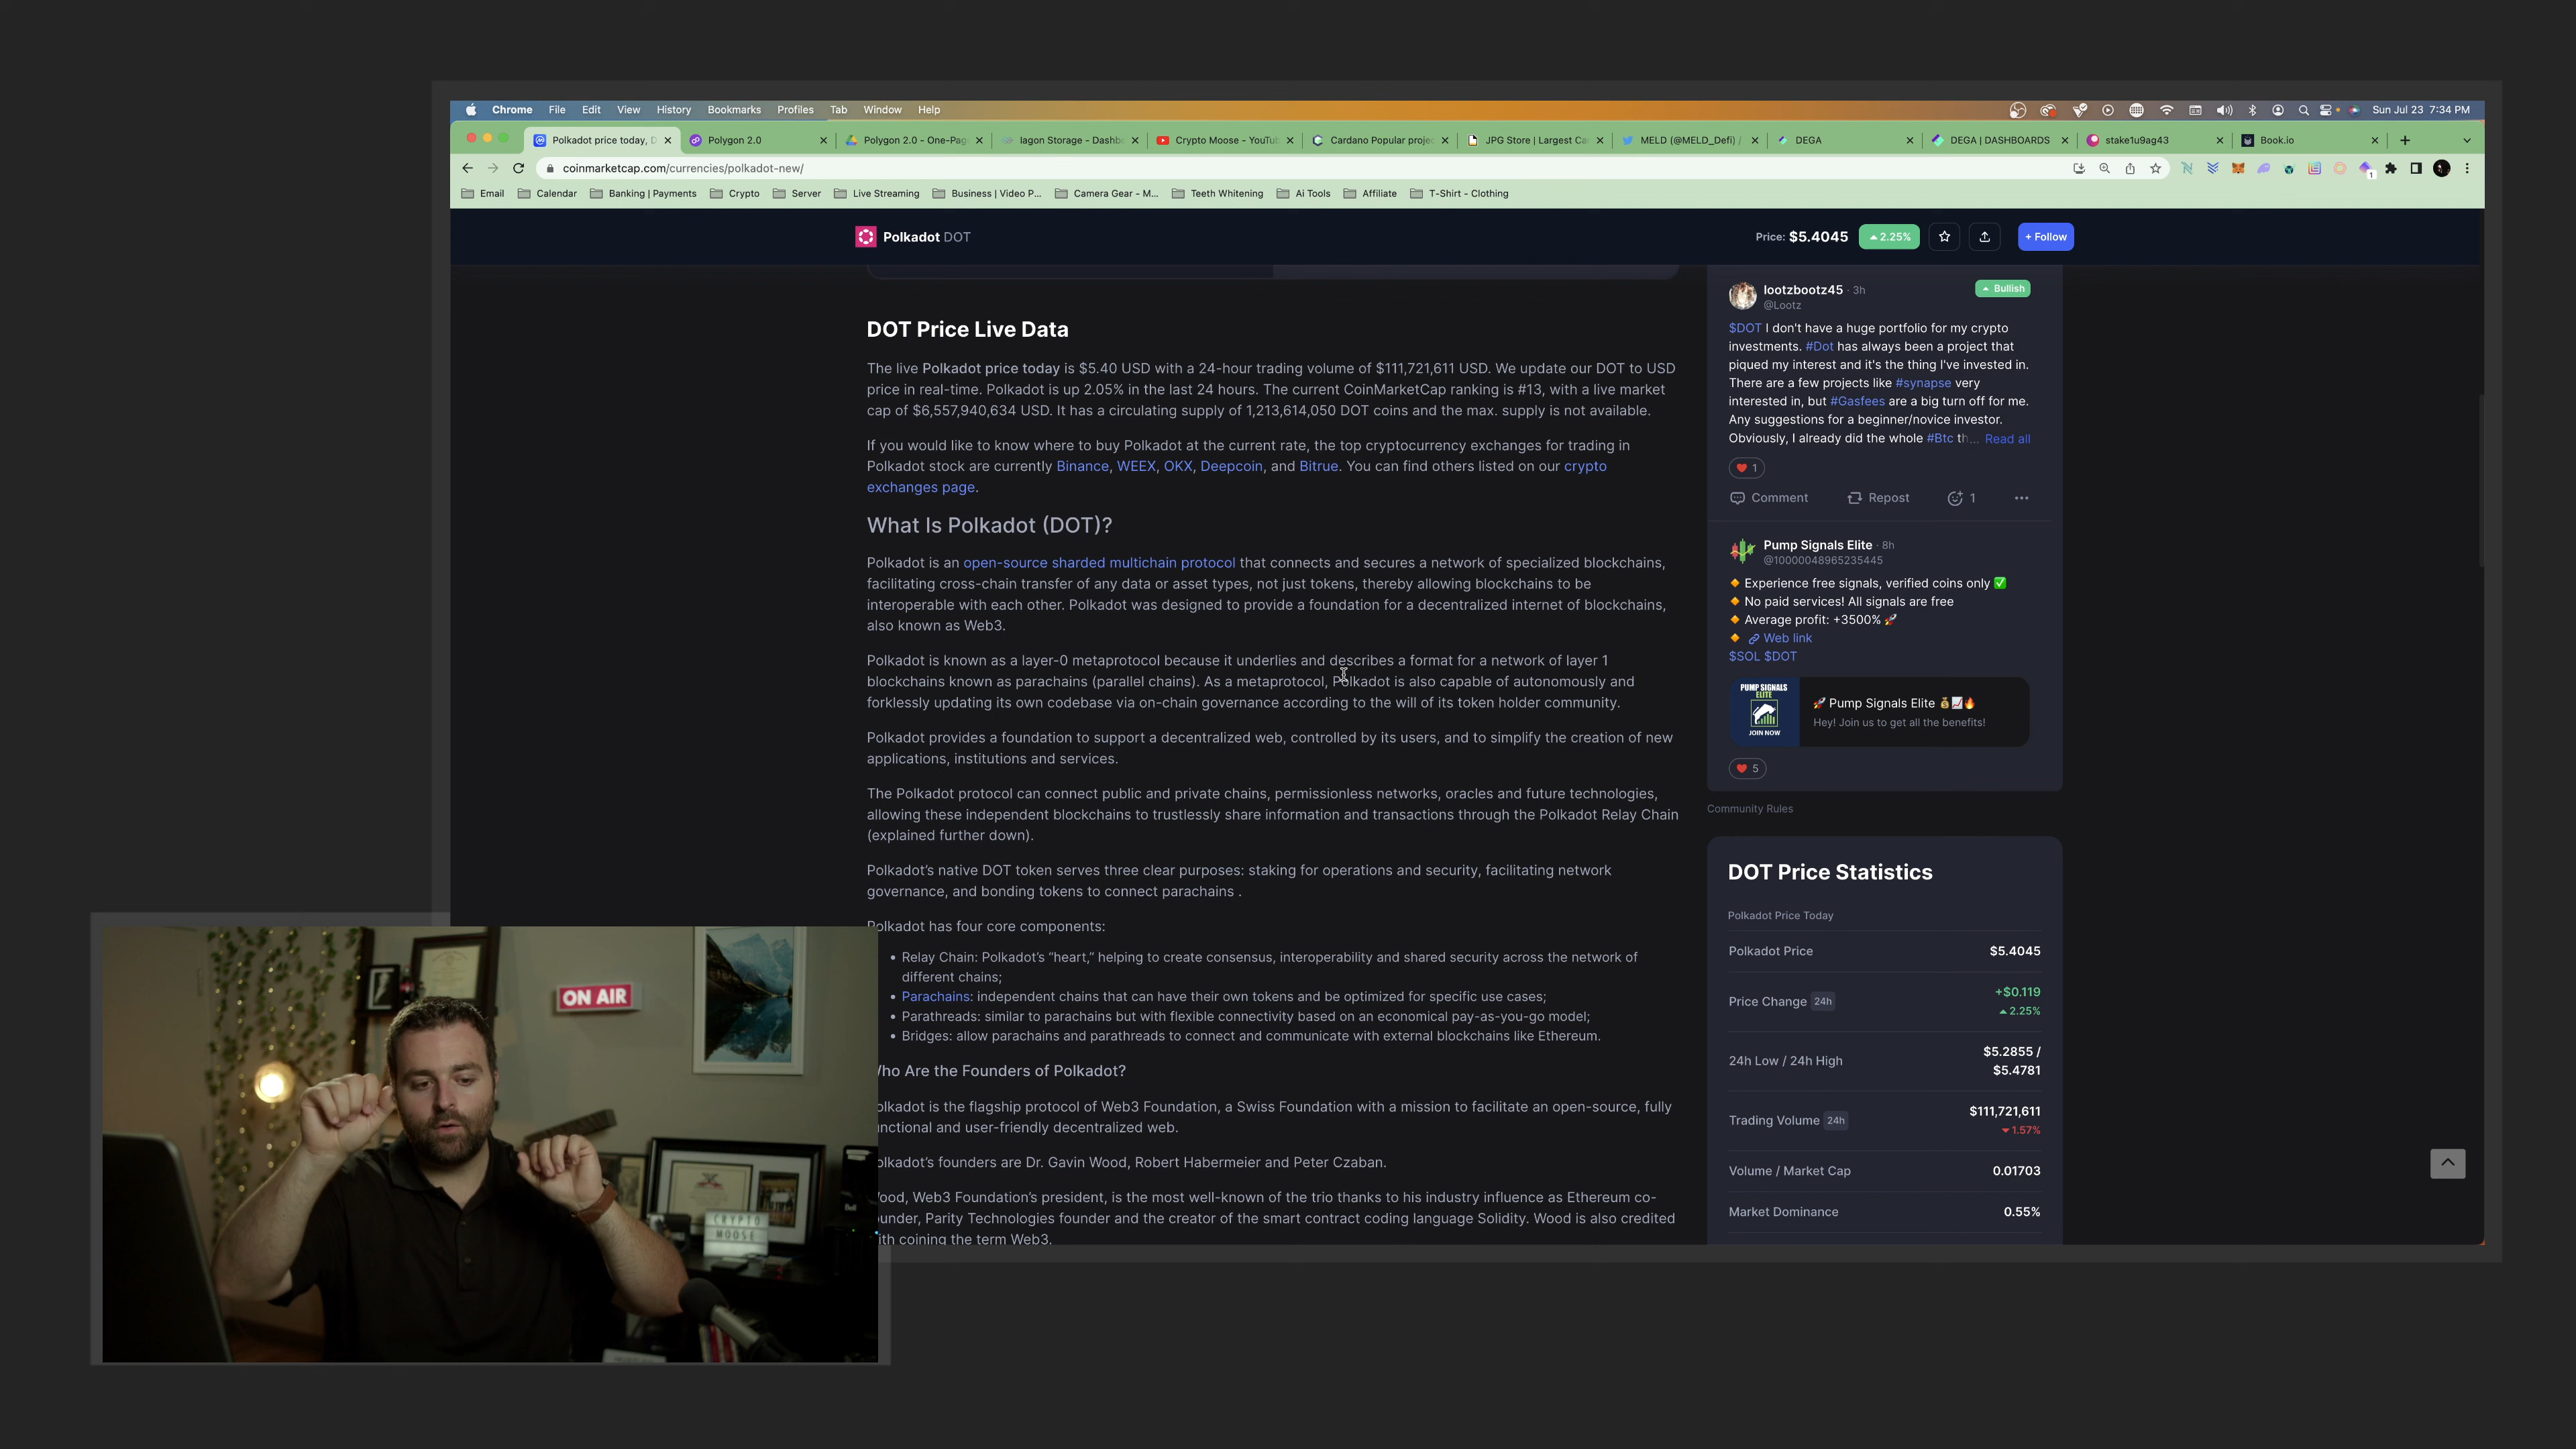 Chrome File Edit View History Bookmarks Profiles Tab Window Help
Sun Jul 23 7:34 PM
Polkadot price today, D
Polygon 2.0
Polygon 2.0 - One-Pag
Iagon Storage - Dashb
Crypto Moose - YouTub
Cardano Popular projec
JPG Store | Largest Ca
MELD (@MELD_Defi) /
DEGA
DEGA | DASHBOARDS
stake1u9ag43
Book.io
coinmarketcap.com/currencies/polkadot-new/
1
Email Calendar Banking | Payments Crypto Server Live Streaming Business | Video P... Camera Gear - M... Teeth Whitening Ai Tools Affiliate T-Shirt - Clothing
Polkadot DOT
Price: $5.4045 2.25% + Follow
DOT Price Live Data
The live Polkadot price today is $5.40 USD with a 24-hour trading volume of $111,721,611 USD. We update our DOT to USD
price in real-time. Polkadot is up 2.05% in the last 24 hours. The current CoinMarketCap ranking is #13, with a live market
cap of $6,557,940,634 USD. It has a circulating supply of 1,213,614,050 DOT coins and the max. supply is not available.
If you would like to know where to buy Polkadot at the current rate, the top cryptocurrency exchanges for trading in
Polkadot stock are currently Binance, WEEX, OKX, Deepcoin, and Bitrue. You can find others listed on our crypto
exchanges page.
What Is Polkadot (DOT)?
Polkadot is an open-source sharded multichain protocol that connects and secures a network of specialized blockchains,
facilitating cross-chain transfer of any data or asset types, not just tokens, thereby allowing blockchains to be
interoperable with each other. Polkadot was designed to provide a foundation for a decentralized internet of blockchains,
also known as Web3.
Polkadot is known as a layer-0 metaprotocol because it underlies and describes a format for a network of layer 1
blockchains known as parachains (parallel chains). As a metaprotocol, Polkadot is also capable of autonomously and
forklessly updating its own codebase via on-chain governance according to the will of its token holder community.
Polkadot provides a foundation to support a decentralized web, controlled by its users, and to simplify the creation of new
applications, institutions and services.
The Polkadot protocol can connect public and private chains, permissionless networks, oracles and future technologies,
allowing these independent blockchains to trustlessly share information and transactions through the Polkadot Relay Chain
(explained further down).
Polkadot's native DOT token serves three clear purposes: staking for operations and security, facilitating network
governance, and bonding tokens to connect parachains .
Polkadot has four core components:
• Relay Chain: Polkadot's "heart," helping to create consensus, interoperability and shared security across the network of
different chains;
• Parachains: independent chains that can have their own tokens and be optimized for specific use cases;
• Parathreads: similar to parachains but with flexible connectivity based on an economical pay-as-you-go model;
• Bridges: allow parachains and parathreads to connect and communicate with external blockchains like Ethereum.
ho Are the Founders of Polkadot?
olkadot is the flagship protocol of Web3 Foundation, a Swiss Foundation with a mission to facilitate an open-source, fully
nctional and user-friendly decentralized web.
olkadot's founders are Dr. Gavin Wood, Robert Habermeier and Peter Czaban.
ood, Web3 Foundation's president, is the most well-known of the trio thanks to his industry influence as Ethereum co-
under, Parity Technologies founder and the creator of the smart contract coding language Solidity. Wood is also credited
ith coining the term Web3.
lootzbootz45 · 3h
Bullish
@Lootz
$DOT I don't have a huge portfolio for my crypto
investments. #Dot has always been a project that
piqued my interest and it's the thing I've invested in.
There are a few projects like #synapse very
interested in, but #Gasfees are a big turn off for me.
Any suggestions for a beginner/novice investor.
Obviously, I already did the whole #Btc th... Read all
1
Comment Repost 1
Pump Signals Elite · 8h
@10000048965235445
Experience free signals, verified coins only
No paid services! All signals are free
Average profit: +3500%
Web link
$SOL $DOT
PUMP SIGNALS
ELITE
JOIN NOW
Pump Signals Elite
Hey! Join us to get all the benefits!
5
Community Rules
DOT Price Statistics
Polkadot Price Today
Polkadot Price $5.4045
Price Change 24h +$0.119
2.25%
24h Low / 24h High $5.2855 /
$5.4781
Trading Volume 24h $111,721,611
1.57%
Volume / Market Cap 0.01703
Market Dominance 0.55%
ON AIR
CRYPTO
MOOSE